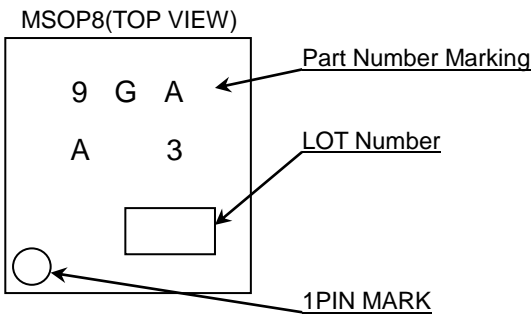 MSOP8(TOP VIEW)
Part Number Marking
9 G A
A 3
LOT Number
1PIN MARK